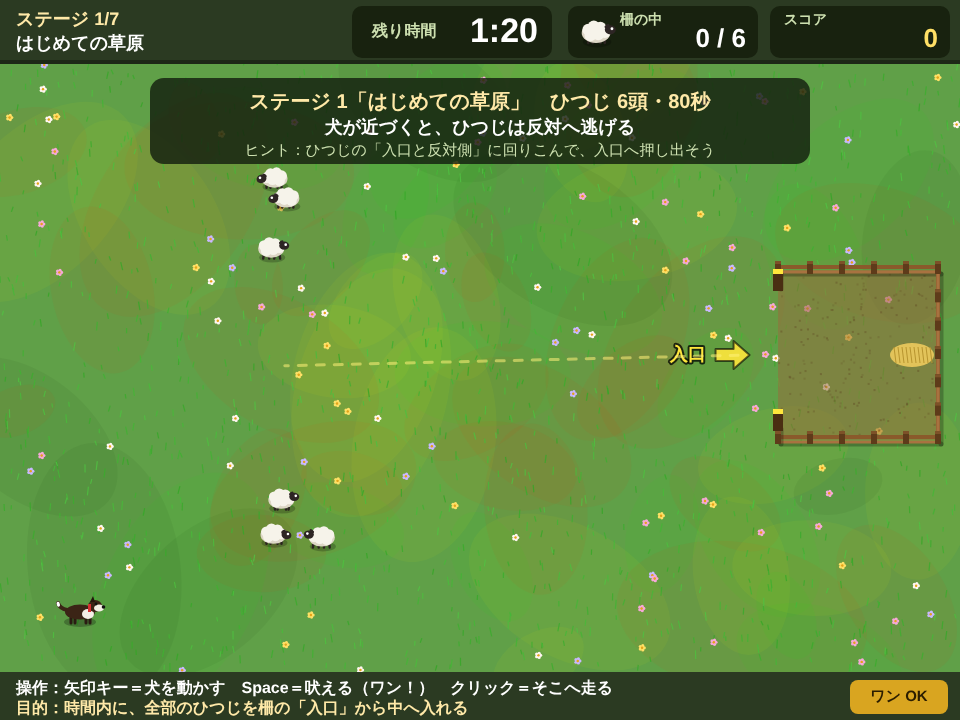 ステージ 1/7
はじめての草原
残り時間 1:20
柵の中
0 / 6
スコア
0
ステージ 1「はじめての草原」　ひつじ 6頭・80秒
犬が近づくと、ひつじは反対へ逃げる
ヒント：ひつじの「入口と反対側」に回りこんで、入口へ押し出そう
入口
操作：矢印キー＝犬を動かす　Space＝吠える（ワン！）　クリック＝そこへ走る
目的：時間内に、全部のひつじを柵の「入口」から中へ入れる
ワン OK